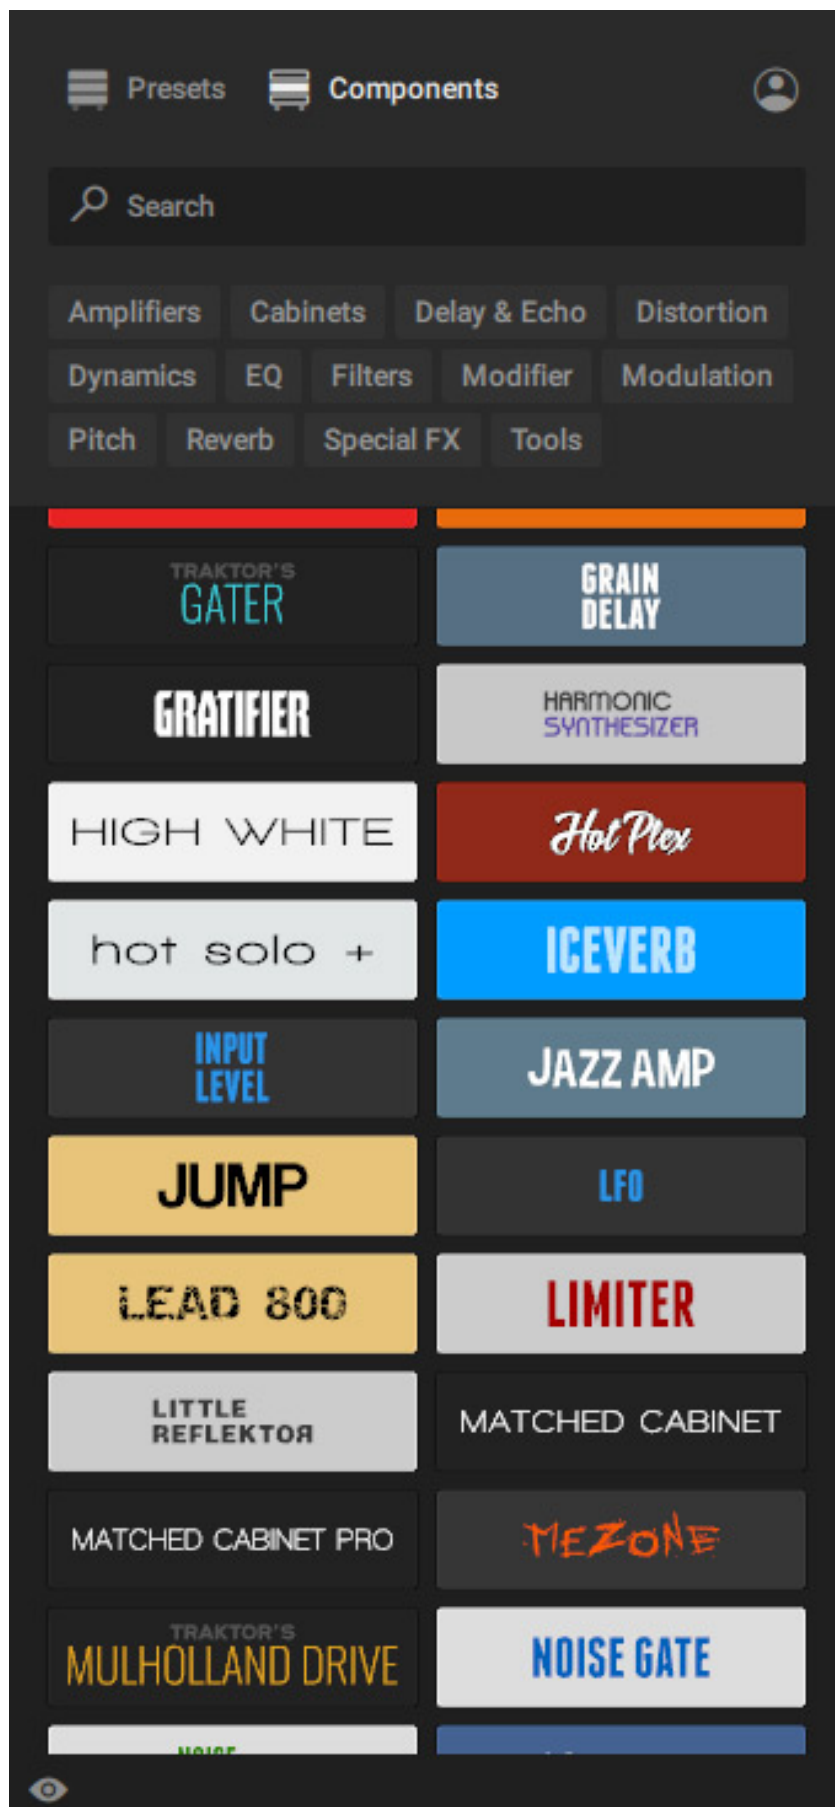 Presets Components
Search
Amplifiers Cabinets Delay & Echo Distortion
Dynamics EQ Filters Modifier Modulation
Pitch Reverb Special FX Tools
TRAKTOR'S
GATER
GRAIN
DELAY
GRATIFIER
HARMONIC
SYNTHESIZER
HIGH WHITE
Hot Plex
hot solo +
ICEVERB
INPUT
LEVEL
JAZZ AMP
JUMP
LFO
LEAD 800
LIMITER
LITTLE
REFLEKTOЯ
MATCHED CABINET
MATCHED CABINET PRO
MEZONE
TRAKTOR'S
MULHOLLAND DRIVE
NOISE GATE